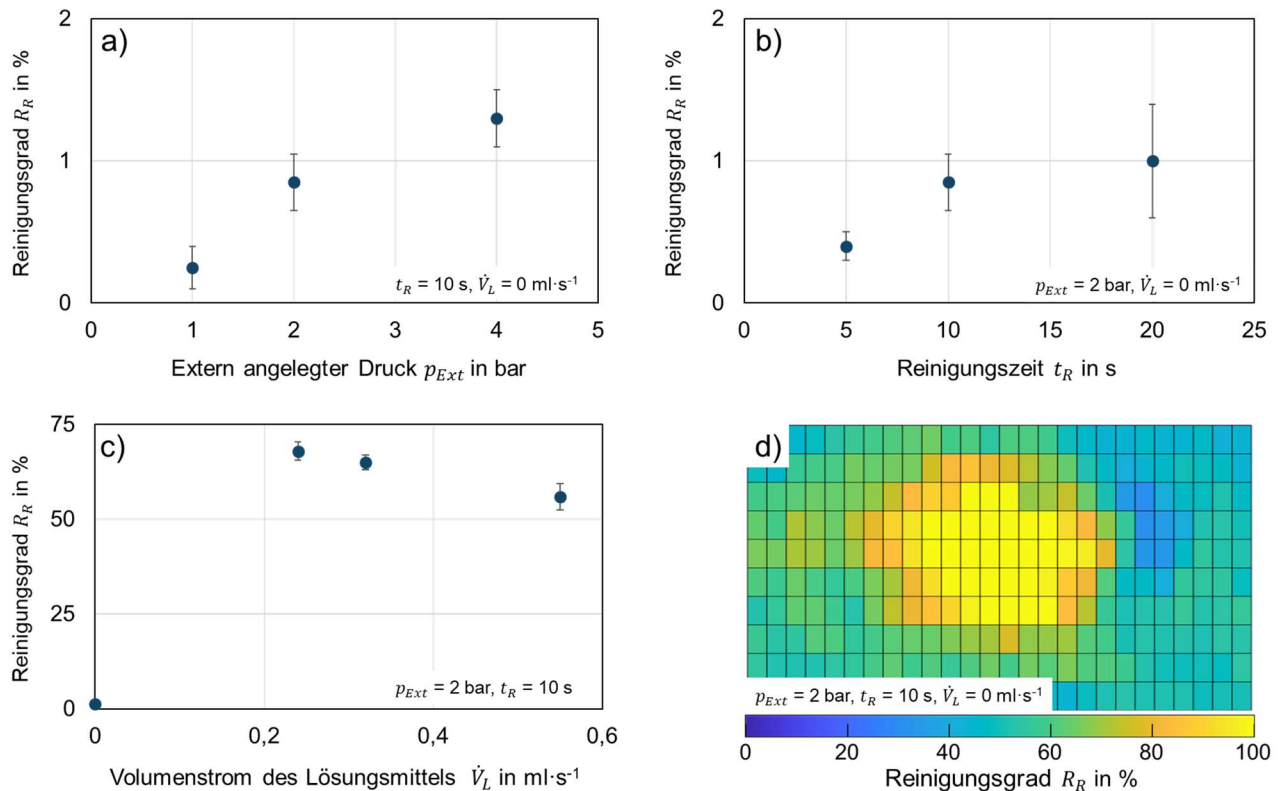 a)
2
1
0
0 1 2 3 4 5
Reinigungsgrad R_R in %
t_R = 10 s, V̇_L = 0 ml·s⁻¹
Extern angelegter Druck p_Ext in bar
b)
2
1
0
0 5 10 15 20 25
Reinigungsgrad R_R in %
p_Ext = 2 bar, V̇_L = 0 ml·s⁻¹
Reinigungszeit t_R in s
c)
75
50
25
0
0 0,2 0,4 0,6
Reinigungsgrad R_R in %
p_Ext = 2 bar, t_R = 10 s
Volumenstrom des Lösungsmittels V̇_L in ml·s⁻¹
d)
p_Ext = 2 bar, t_R = 10 s, V̇_L = 0 ml·s⁻¹
0 20 40 60 80 100
Reinigungsgrad R_R in %